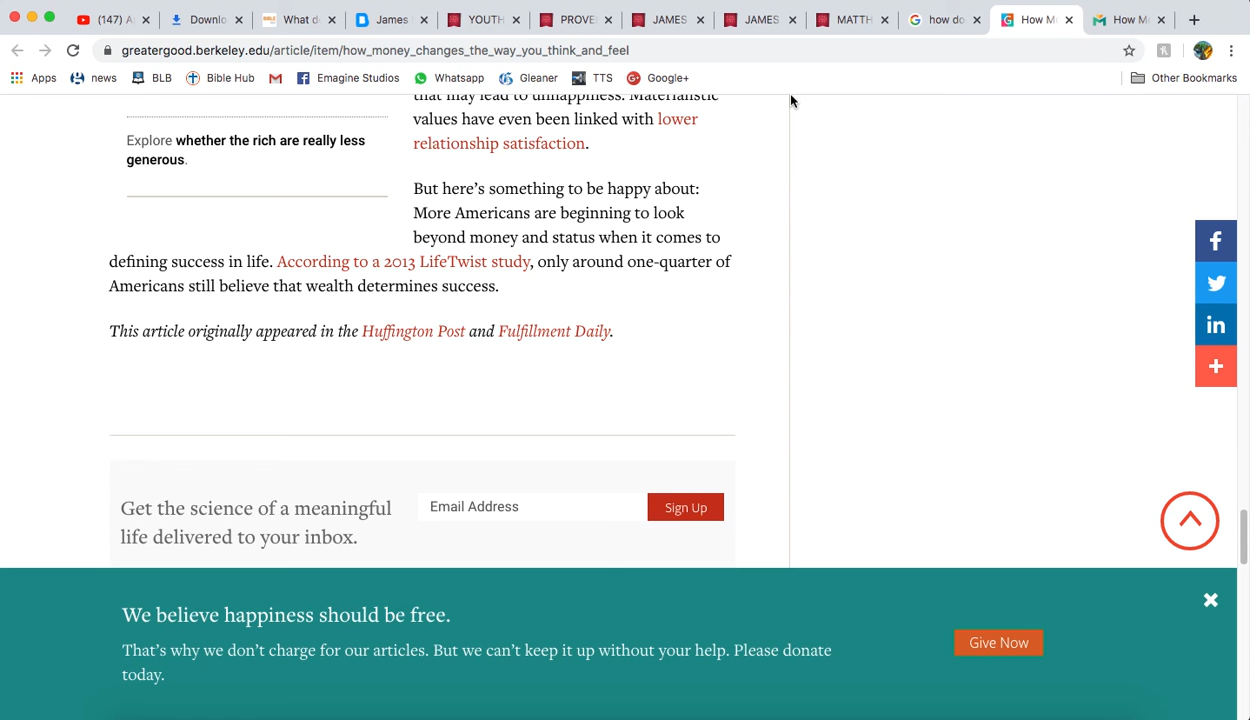 (147) A
Downlo
What d
James
YOUTH
PROVE
JAMES
JAMES
MATTH
how do
How M
How M
greatergood.berkeley.edu/article/item/how_money_changes_the_way_you_think_and_feel
Apps
news
BLB
Bible Hub
Emagine Studios
Whatsapp
Gleaner
TTS
Google+
Other Bookmarks
that may lead to unhappiness. Materialistic
values have even been linked with lower
relationship satisfaction.
Explore whether the rich are really less
generous.
But here's something to be happy about:
More Americans are beginning to look
beyond money and status when it comes to
defining success in life. According to a 2013 LifeTwist study, only around one-quarter of
Americans still believe that wealth determines success.
This article originally appeared in the Huffington Post and Fulfillment Daily.
Get the science of a meaningful
life delivered to your inbox.
Email Address
Sign Up
We believe happiness should be free.
That's why we don't charge for our articles. But we can't keep it up without your help. Please donate
today.
Give Now